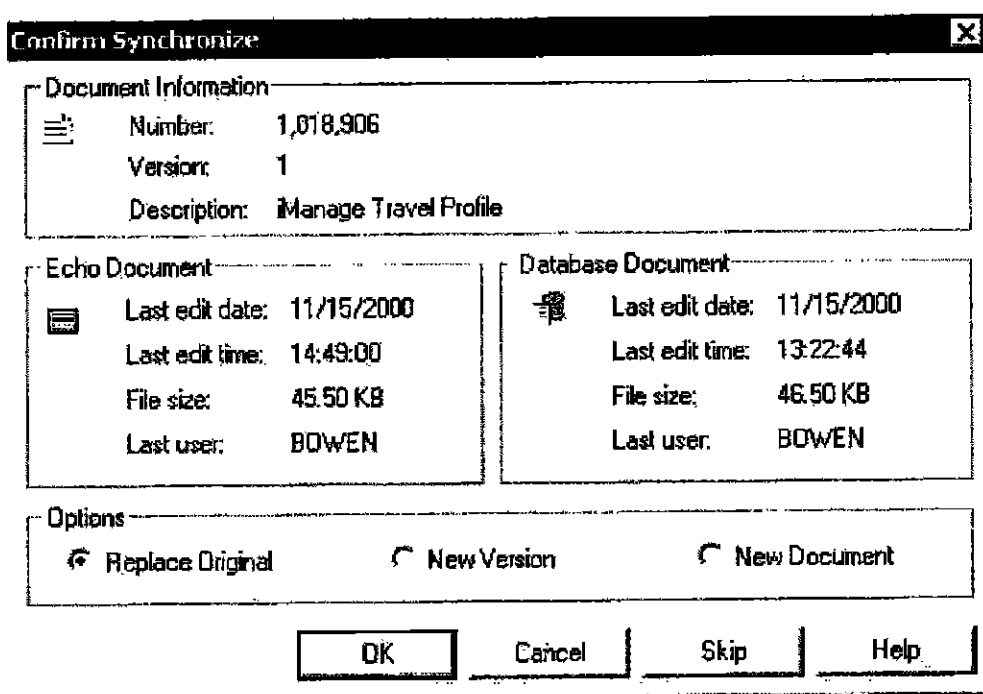 Confirm Synchronize
Document Information
Number: 1,018,906
Version: 1
Description: iManage Travel Profile
Echo Document
Last edit date: 11/15/2000
Last edit time: 14:49:00
File size: 45.50 KB
Last user: BOWEN
Database Document
Last edit date: 11/15/2000
Last edit time: 13:22:44
File size: 46.50 KB
Last user: BOWEN
Options
Replace Original New Version New Document
OK Cancel Skip Help